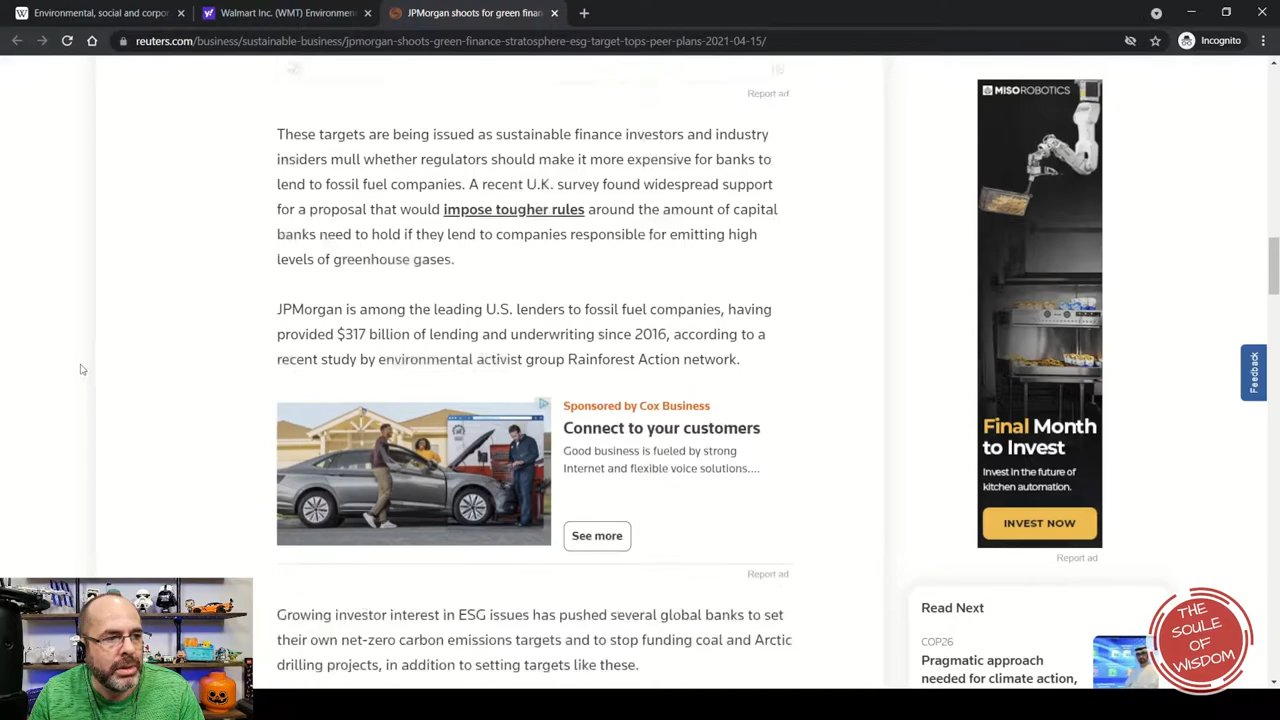 Environmental, social and corpor
Walmart Inc. (WMT) Environment
JPMorgan shoots for green finan
reuters.com/business/sustainable-business/jpmorgan-shoots-green-finance-stratosphere-esg-target-tops-peer-plans-2021-04-15/
Incognito
Report ad
These targets are being issued as sustainable finance investors and industry
insiders mull whether regulators should make it more expensive for banks to
lend to fossil fuel companies. A recent U.K. survey found widespread support
for a proposal that would impose tougher rules around the amount of capital
banks need to hold if they lend to companies responsible for emitting high
levels of greenhouse gases.
JPMorgan is among the leading U.S. lenders to fossil fuel companies, having
provided $317 billion of lending and underwriting since 2016, according to a
recent study by environmental activist group Rainforest Action network.
Sponsored by Cox Business
Connect to your customers
Good business is fueled by strong
Internet and flexible voice solutions....
See more
Report ad
Growing investor interest in ESG issues has pushed several global banks to set
their own net-zero carbon emissions targets and to stop funding coal and Arctic
drilling projects, in addition to setting targets like these.
MISOROBOTICS
Final Month
to Invest
Invest in the future of
kitchen automation.
INVEST NOW
Report ad
Feedback
Read Next
COP26
Pragmatic approach
needed for climate action,
THE
SOULE
OF
WISDOM